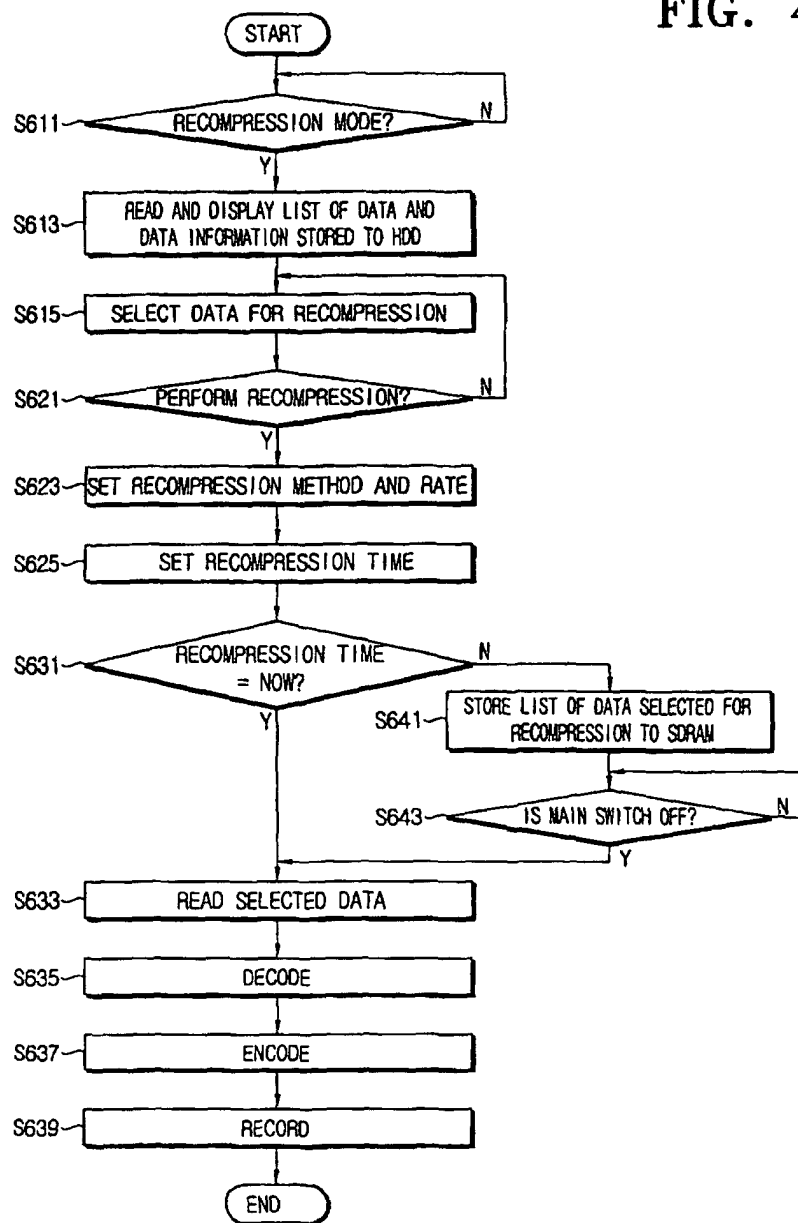 FIG. 4
START
S611
RECOMPRESSION MODE?
N
Y
S613
READ AND DISPLAY LIST OF DATA AND
DATA INFORMATION STORED TO HDD
S615
SELECT DATA FOR RECOMPRESSION
S621
PERFORM RECOMPRESSION?
N
Y
S623
SET RECOMPRESSION METHOD AND RATE
S625
SET RECOMPRESSION TIME
S631
RECOMPRESSION TIME
= NOW?
N
Y
S641
STORE LIST OF DATA SELECTED FOR
RECOMPRESSION TO SDRAM
S643
IS MAIN SWITCH OFF?
N
Y
S633
READ SELECTED DATA
S635
DECODE
S637
ENCODE
S639
RECORD
END